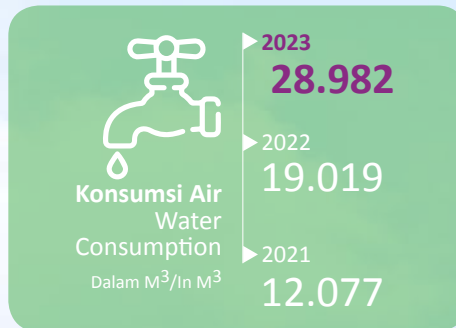 Konsumsi Air
Water
Consumption
Dalam M³/In M³
2023
28.982
2022
19.019
2021
12.077